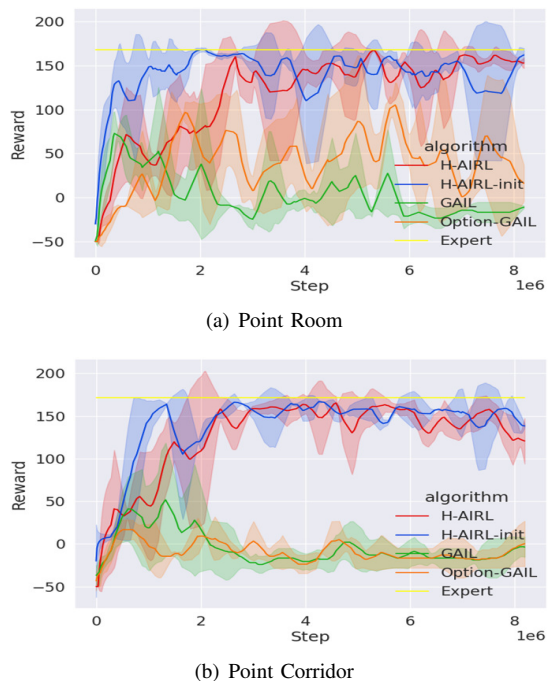 200
150
100
50
0
−50
Reward
algorithm
H-AIRL
H-AIRL-init
GAIL
Option-GAIL
Expert
0
2
4
6
8
Step
1e6
(a) Point Room
200
150
100
50
0
−50
Reward
algorithm
H-AIRL
H-AIRL-init
GAIL
Option-GAIL
Expert
0
2
4
6
8
Step
1e6
(b) Point Corridor